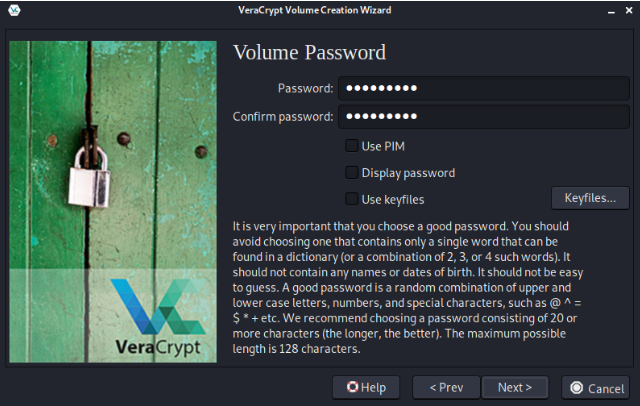 VeraCrypt Volume Creation Wizard
Volume Password
Password: ●●●●●●●●●
Confirm password: ●●●●●●●●●
Use PIM
Display password
Use keyfiles
Keyfiles...
It is very important that you choose a good password. You should
avoid choosing one that contains only a single word that can be
found in a dictionary (or a combination of 2, 3, or 4 such words). It
should not contain any names or dates of birth. It should not be easy
to guess. A good password is a random combination of upper and
lower case letters, numbers, and special characters, such as @ ^ =
$ * + etc. We recommend choosing a password consisting of 20 or
more characters (the longer, the better). The maximum possible
length is 128 characters.
VeraCrypt
Help
< Prev
Next >
Cancel